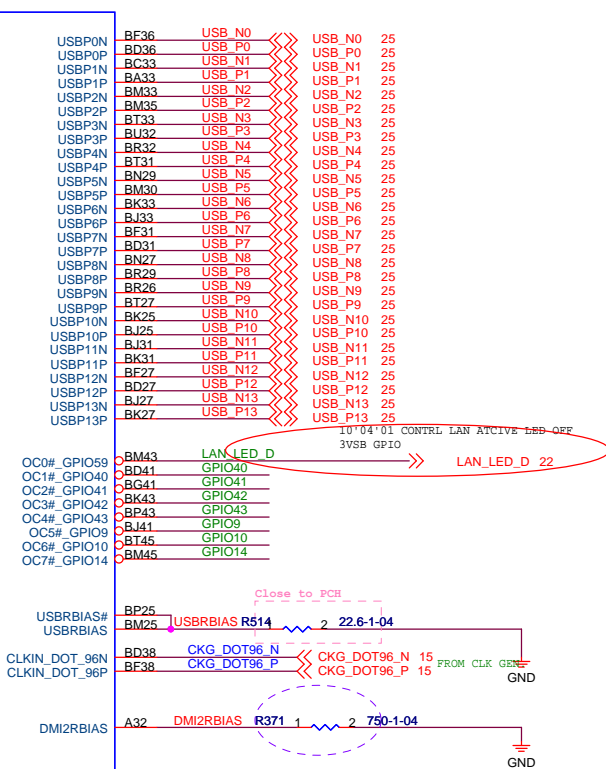 USBP0N BF36 USB_N0 USB_N0 25
USBP0P BD36 USB_P0 USB_P0 25
USBP1N BC33 USB_N1 USB_N1 25
USBP1P BA33 USB_P1 USB_P1 25
USBP2N BM33 USB_N2 USB_N2 25
USBP2P BM35 USB_P2 USB_P2 25
USBP3N BT33 USB_N3 USB_N3 25
USBP3P BU32 USB_P3 USB_P3 25
USBP4N BR32 USB_N4 USB_N4 25
USBP4P BT31 USB_P4 USB_P4 25
USBP5N BN29 USB_N5 USB_N5 25
USBP5P BM30 USB_P5 USB_P5 25
USBP6N BK33 USB_N6 USB_N6 25
USBP6P BJ33 USB_P6 USB_P6 25
USBP7N BF31 USB_N7 USB_N7 25
USBP7P BD31 USB_P7 USB_P7 25
USBP8N BN27 USB_N8 USB_N8 25
USBP8P BR29 USB_P8 USB_P8 25
USBP9N BR26 USB_N9 USB_N9 25
USBP9P BT27 USB_P9 USB_P9 25
USBP10N BK25 USB_N10 USB_N10 25
USBP10P BJ25 USB_P10 USB_P10 25
USBP11N BJ31 USB_N11 USB_N11 25
USBP11P BK31 USB_P11 USB_P11 25
USBP12N BF27 USB_N12 USB_N12 25
USBP12P BD27 USB_P12 USB_P12 25
USBP13N BJ27 USB_N13 USB_N13 25
USBP13P BK27 USB_P13 USB_P13 25
10'04'01 CONTRL LAN ATCIVE LED OFF
3VSB GPIO
OC0#_GPIO59 BM43 LAN_LED_D LAN_LED_D 22
OC1#_GPIO40 BD41 GPIO40
OC2#_GPIO41 BG41 GPIO41
OC3#_GPIO42 BK43 GPIO42
OC4#_GPIO43 BP43 GPIO43
OC5#_GPIO9 BJ41 GPIO9
OC6#_GPIO10 BT45 GPIO10
OC7#_GPIO14 BM45 GPIO14
Close to PCH
USBRBIAS# BP25
USBRBIAS BM25 USBRBIAS R514 1 2 22.6-1-04
CLKIN_DOT_96N BD38 CKG_DOT96_N CKG_DOT96_N 15
CLKIN_DOT_96P BF38 CKG_DOT96_P CKG_DOT96_P 15
FROM CLK GEN
GND
DMI2RBIAS A32 DMI2RBIAS R371 1 2 750-1-04
GND